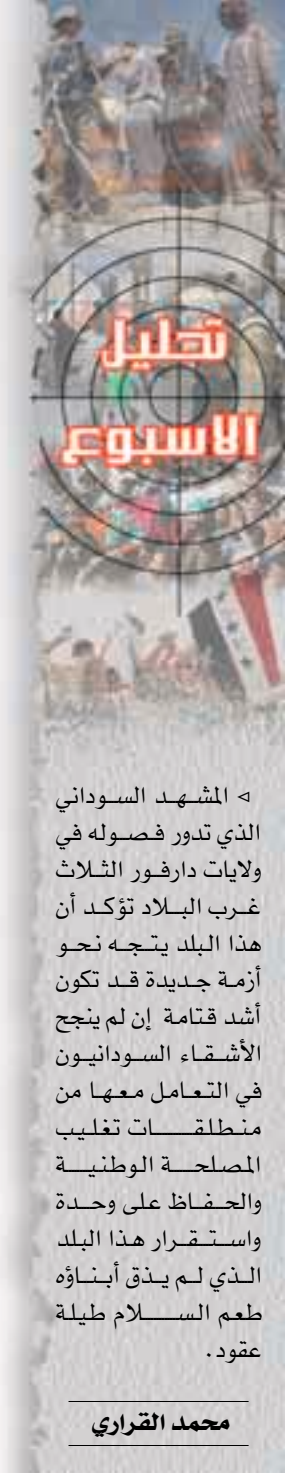 تحليل
الاسبوع
◃ المشهد السوداني
الذي تدور فصوله في
ولايات دارفور الثلاث
غرب البلاد تؤكد أن
هذا البلد يتجه نحو
أزمة جديدة قد تكون
أشد قتامة إن لم ينجح
الأشقاء السودانيون
في التعامل معها من
منطلقات تغليب
المصلحة الوطنية
والحفاظ على وحدة
واستقرار هذا البلد
الذي لم يذق أبناؤه
طعم السلام طيلة
عقود.
محمد القراري